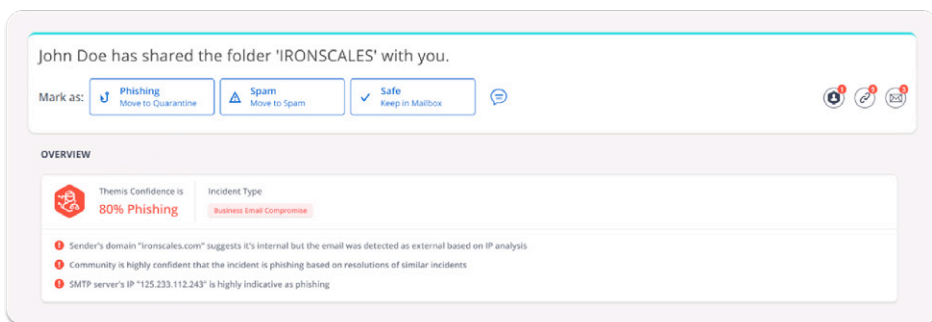 John Doe has shared the folder 'IRONSCALES' with you.
Mark as:
Phishing
Move to Quarantine
Spam
Move to Spam
Safe
Keep in Mailbox
1
3
3
OVERVIEW
Themis Confidence is
80% Phishing
Incident Type
Business Email Compromise
Sender's domain "ironscales.com" suggests it's internal but the email was detected as external based on IP analysis
Community is highly confident that the incident is phishing based on resolutions of similar incidents
SMTP server's IP "125.233.112.243" is highly indicative as phishing